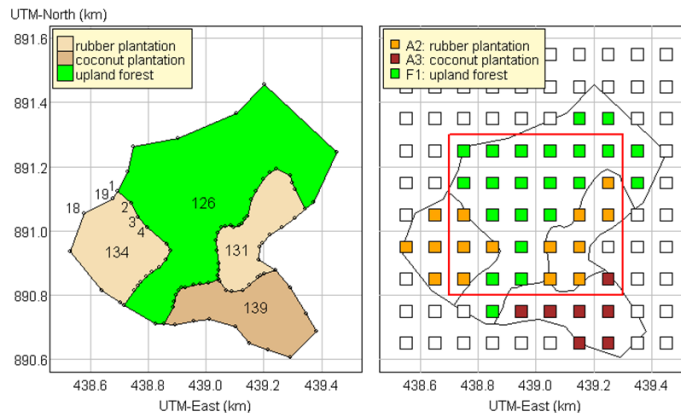 UTM-North (km)
891.6
891.4
891.2
891.0
890.8
890.6
rubber plantation
coconut plantation
upland forest
18
19
1
2
3
4
126
134
131
139
438.6
438.8
439.0
439.2
439.4
UTM-East (km)
A2: rubber plantation
A3: coconut plantation
F1: upland forest
438.6
438.8
439.0
439.2
439.4
UTM-East (km)